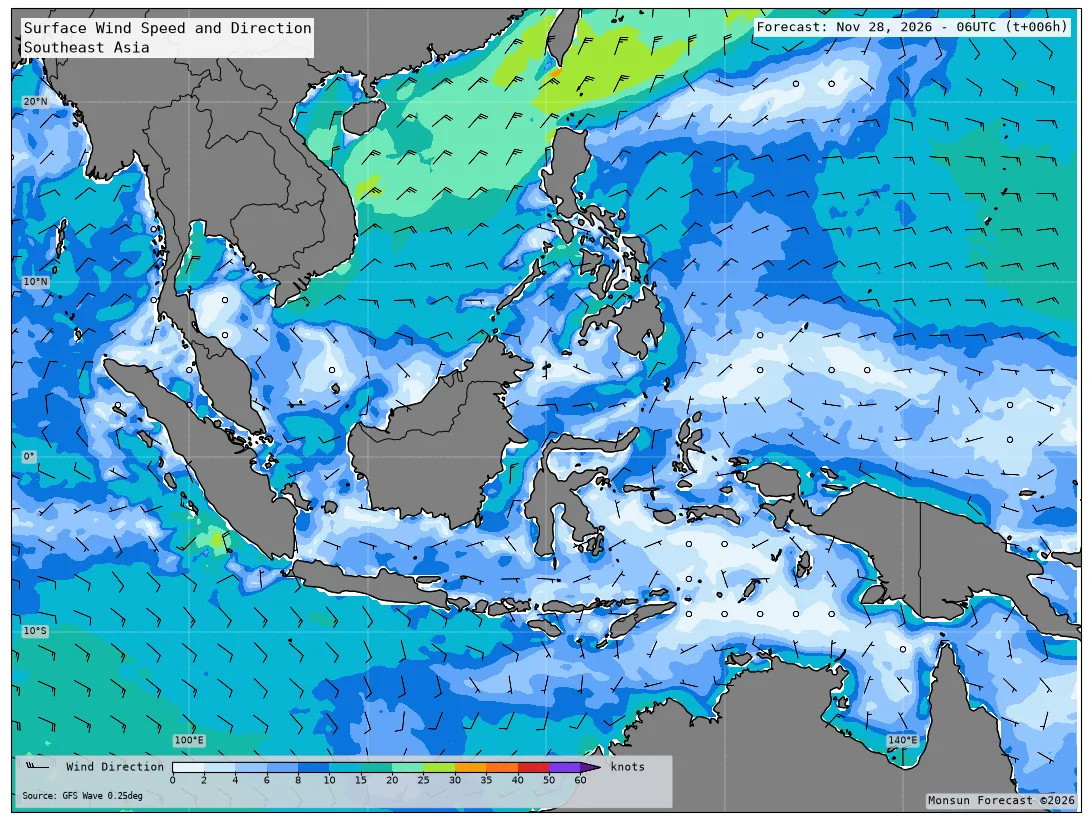 Surface Wind Speed and Direction
Southeast Asia
Forecast: Nov 28, 2026 - 06UTC (t+006h)
20°N
10°N
0°
10°S
100°E
140°E
Wind Direction
knots
0 2 4 6 8 10 15 20 25 30 35 40 50 60
Source: GFS Wave 0.25deg
Monsun Forecast ©2026